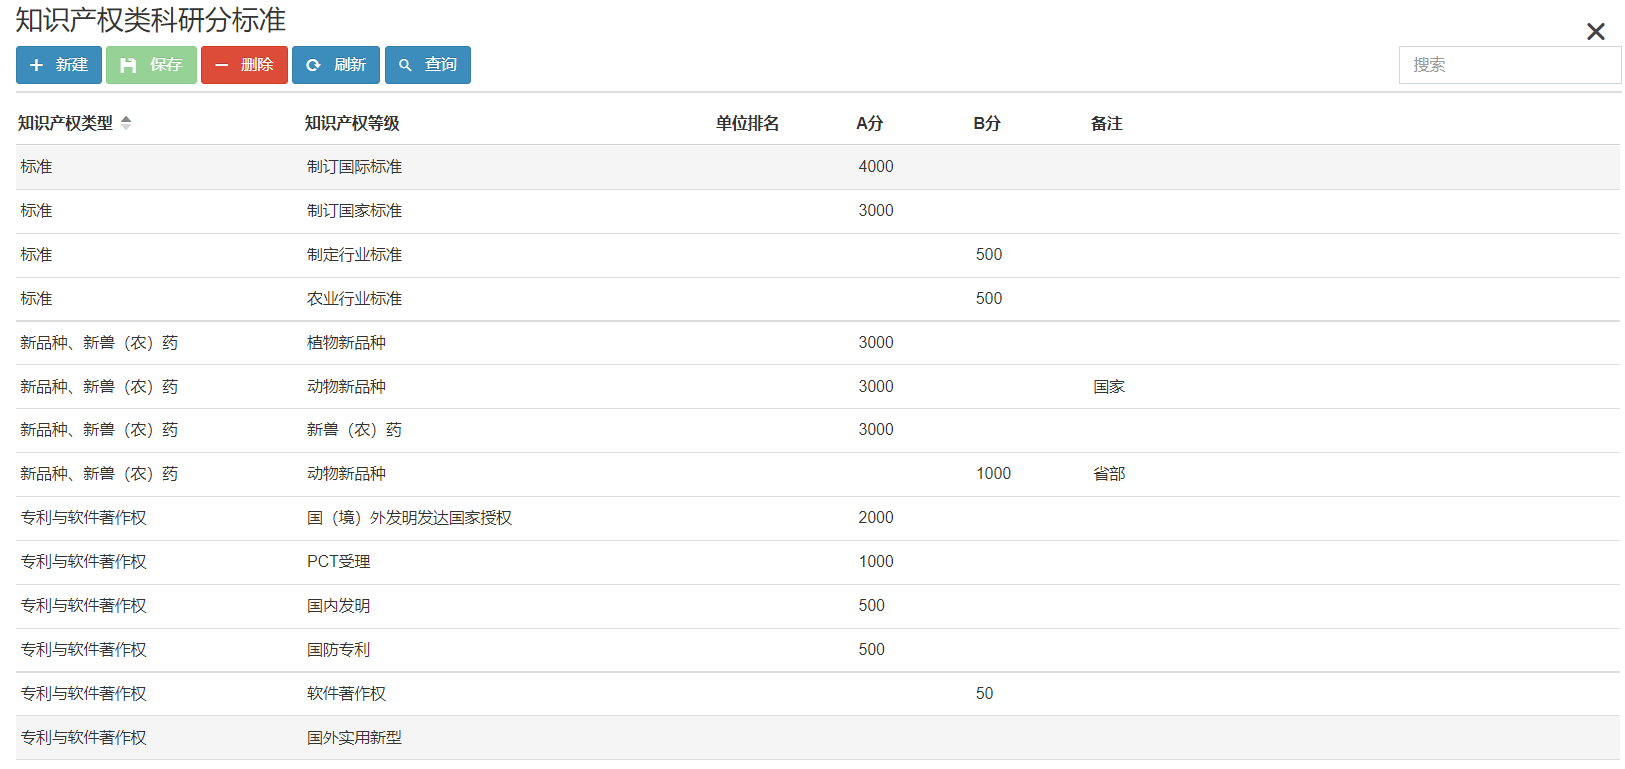 知识产权类科研分标准
新建 保存 删除 刷新 查询 搜索
知识产权类型 知识产权等级 单位排名 A分 B分 备注
标准 制订国际标准 4000
标准 制订国家标准 3000
标准 制定行业标准 500
标准 农业行业标准 500
新品种、新兽（农）药 植物新品种 3000
新品种、新兽（农）药 动物新品种 3000 国家
新品种、新兽（农）药 新兽（农）药 3000
新品种、新兽（农）药 动物新品种 1000 省部
专利与软件著作权 国（境）外发明发达国家授权 2000
专利与软件著作权 PCT受理 1000
专利与软件著作权 国内发明 500
专利与软件著作权 国防专利 500
专利与软件著作权 软件著作权 50
专利与软件著作权 国外实用新型